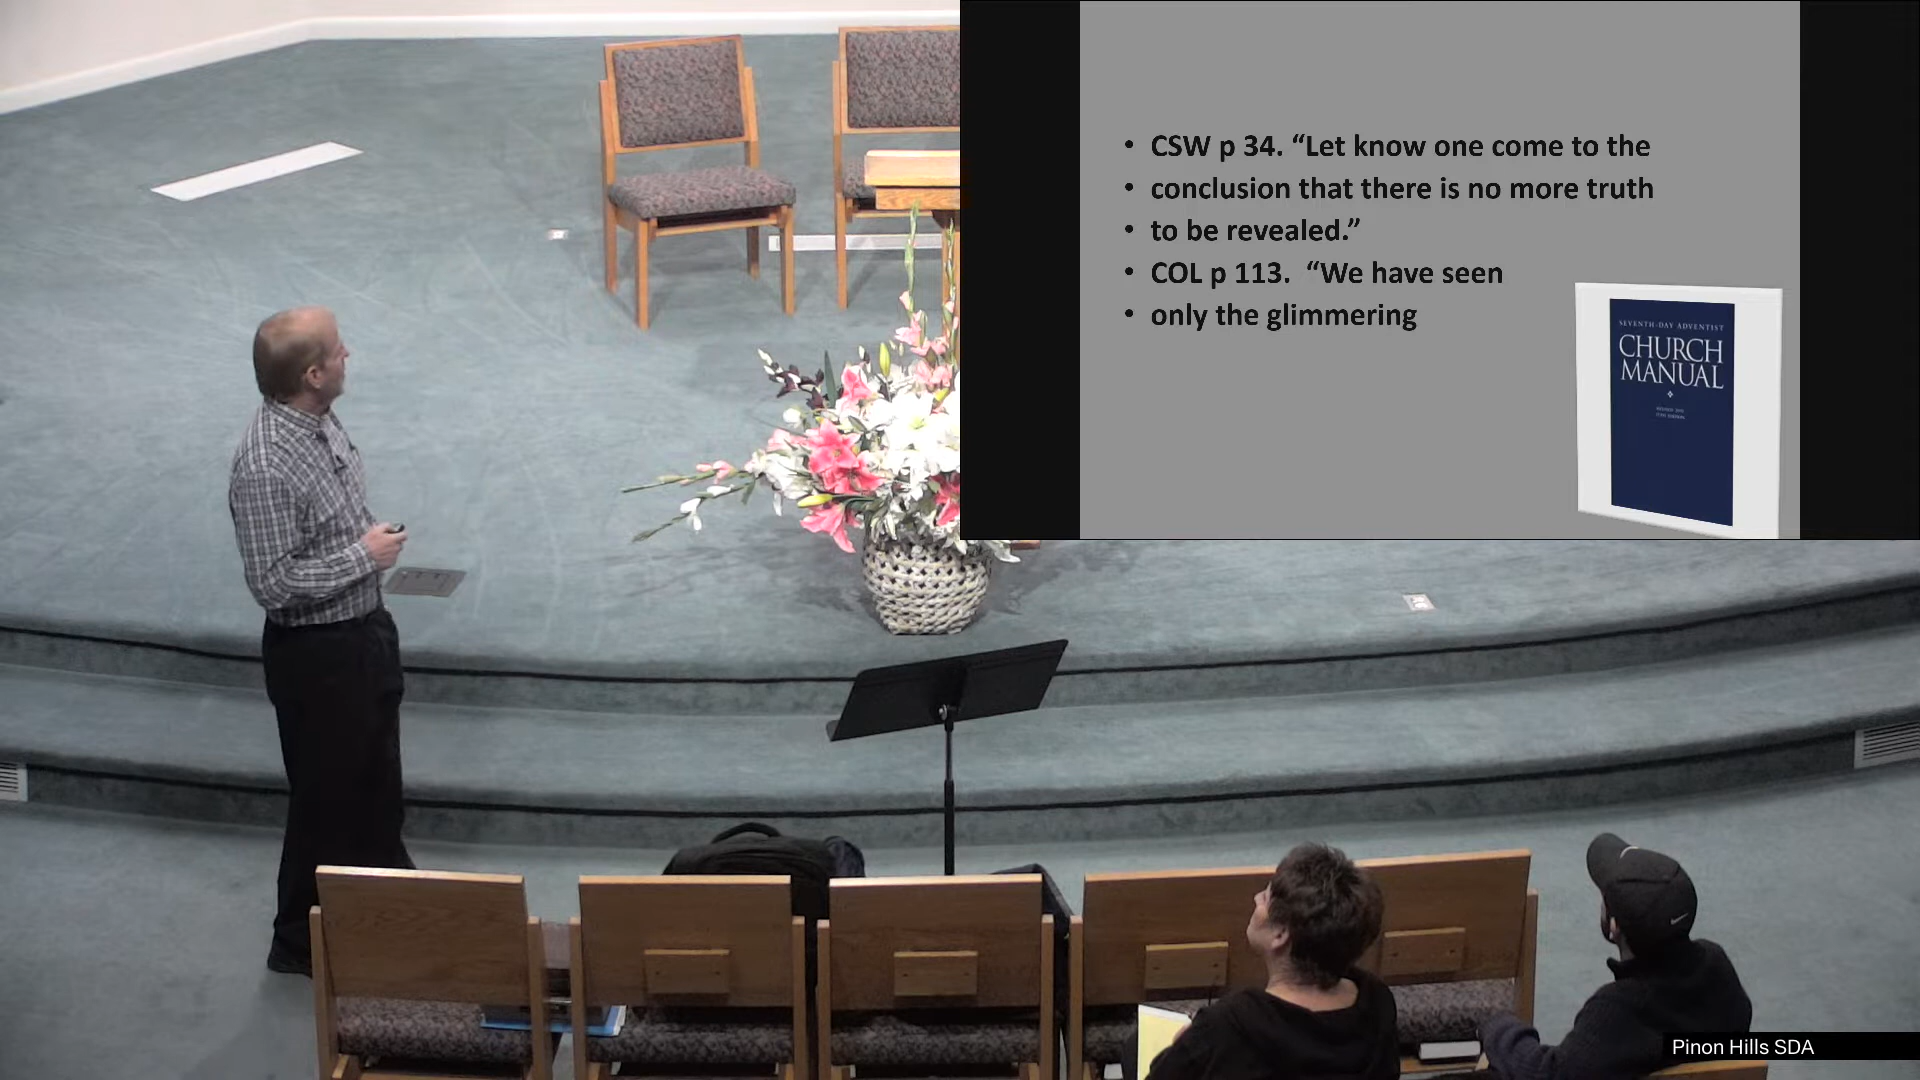 • CSW p 34. “Let know one come to the
• conclusion that there is no more truth
• to be revealed.”
• COL p 113.  “We have seen
• only the glimmering
SEVENTH-DAY ADVENTIST
CHURCH
MANUAL
Pinon Hills SDA